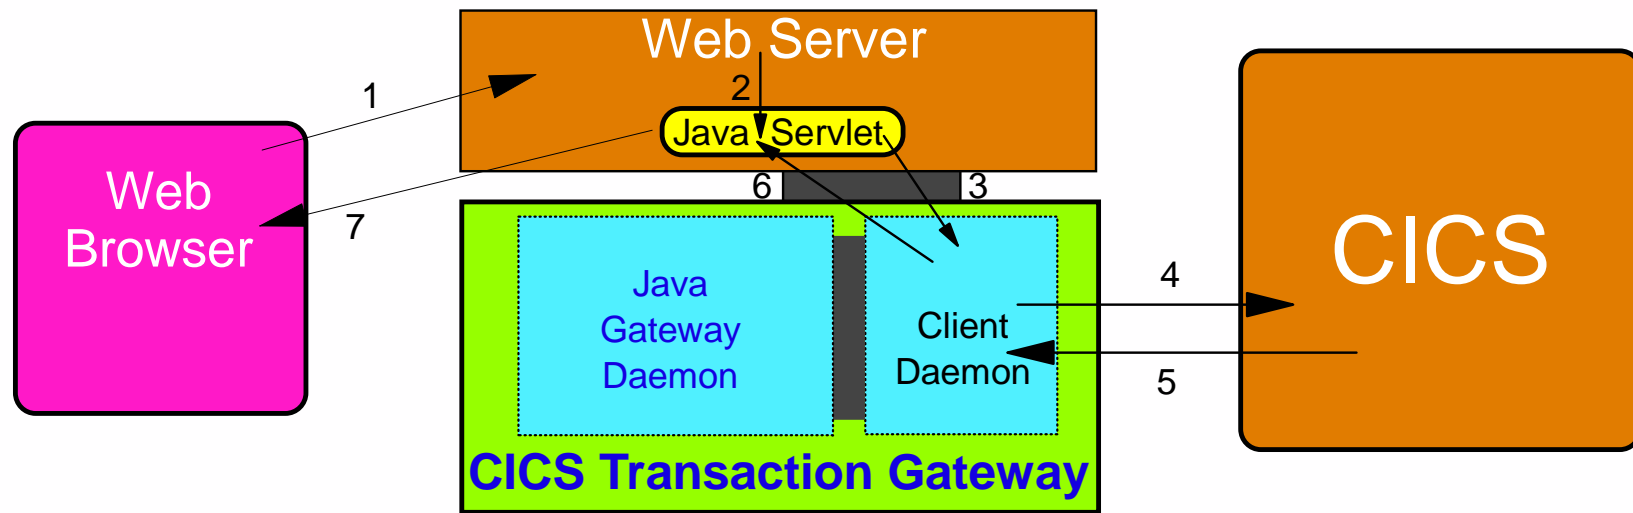 Web Server
1
2
Java Servlet
Web
Browser
7
6
3
Java
Gateway
Daemon
Client
Daemon
4
5
CICS
CICS Transaction Gateway